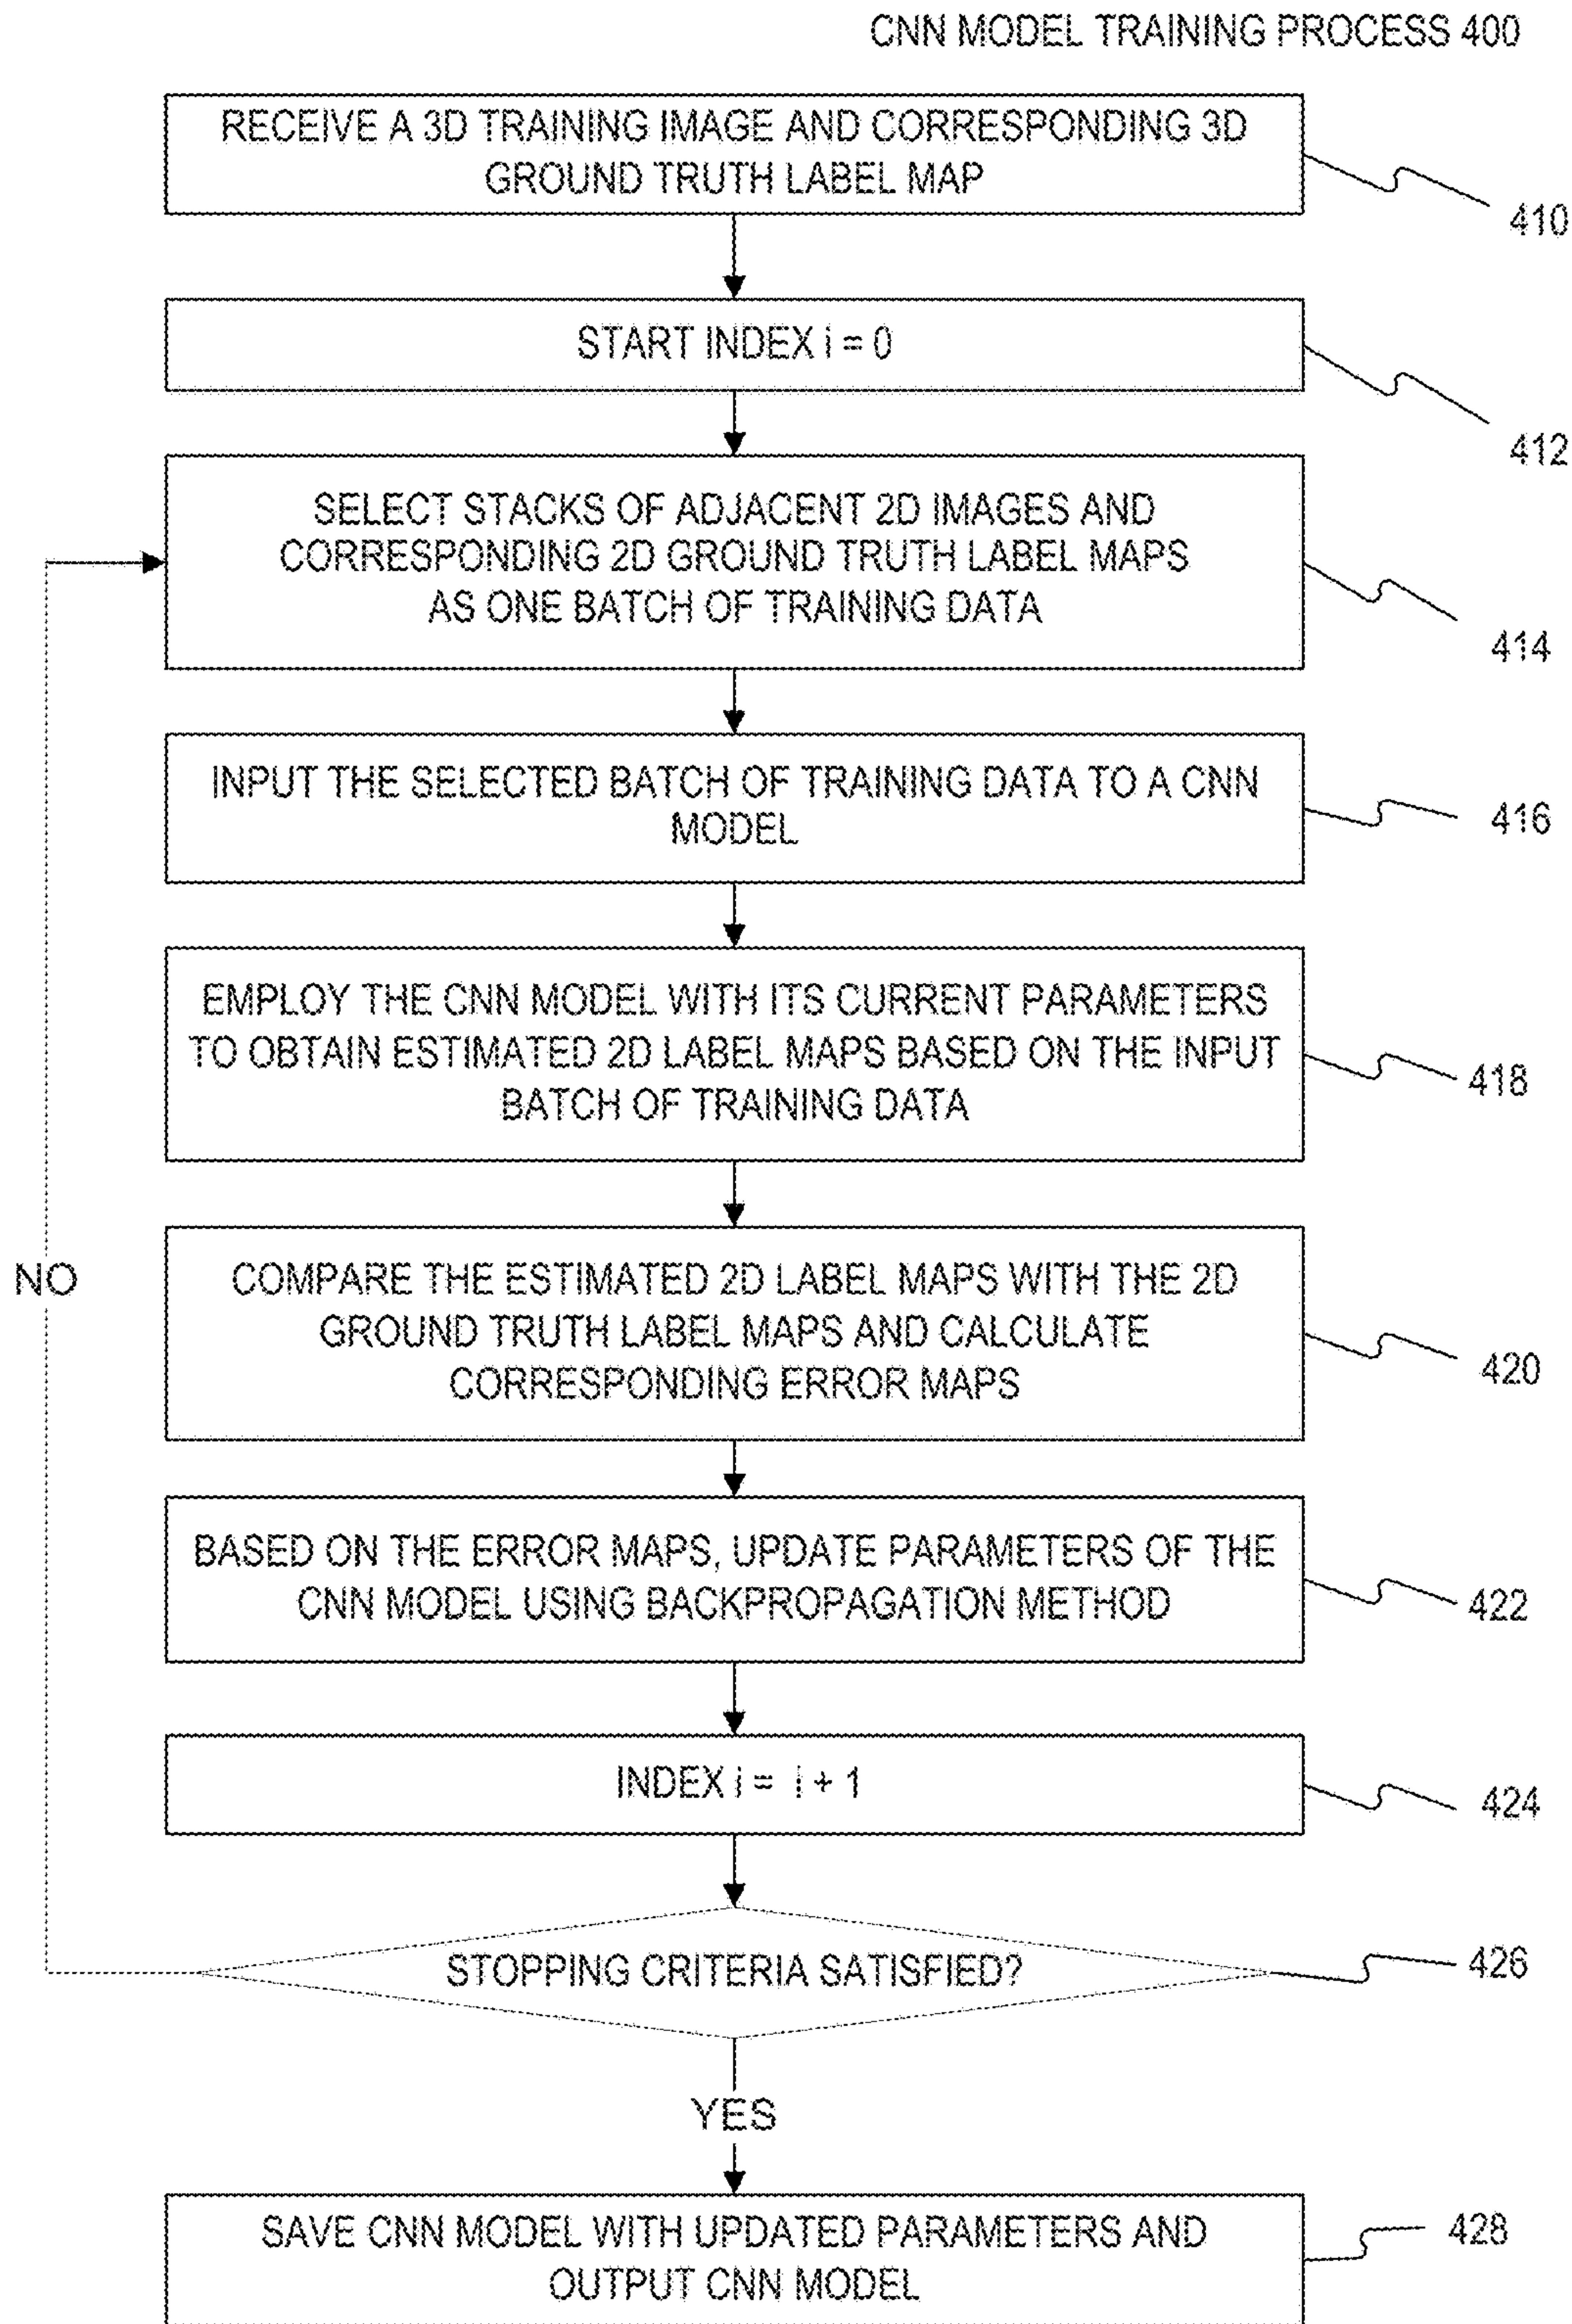 CNN MODEL TRAINING PROCESS 400
RECEIVE A 3D TRAINING IMAGE AND CORRESPONDING 3D
GROUND TRUTH LABEL MAP
410
START INDEX i = 0
412
SELECT STACKS OF ADJACENT 2D IMAGES AND
CORRESPONDING 2D GROUND TRUTH LABEL MAPS
AS ONE BATCH OF TRAINING DATA
414
INPUT THE SELECTED BATCH OF TRAINING DATA TO A CNN
MODEL
416
EMPLOY THE CNN MODEL WITH ITS CURRENT PARAMETERS
TO OBTAIN ESTIMATED 2D LABEL MAPS BASED ON THE INPUT
BATCH OF TRAINING DATA
418
NO
COMPARE THE ESTIMATED 2D LABEL MAPS WITH THE 2D
GROUND TRUTH LABEL MAPS AND CALCULATE
CORRESPONDING ERROR MAPS
420
BASED ON THE ERROR MAPS, UPDATE PARAMETERS OF THE
CNN MODEL USING BACKPROPAGATION METHOD
422
INDEX i = i + 1
424
STOPPING CRITERIA SATISFIED?
426
YES
SAVE CNN MODEL WITH UPDATED PARAMETERS AND
OUTPUT CNN MODEL
428